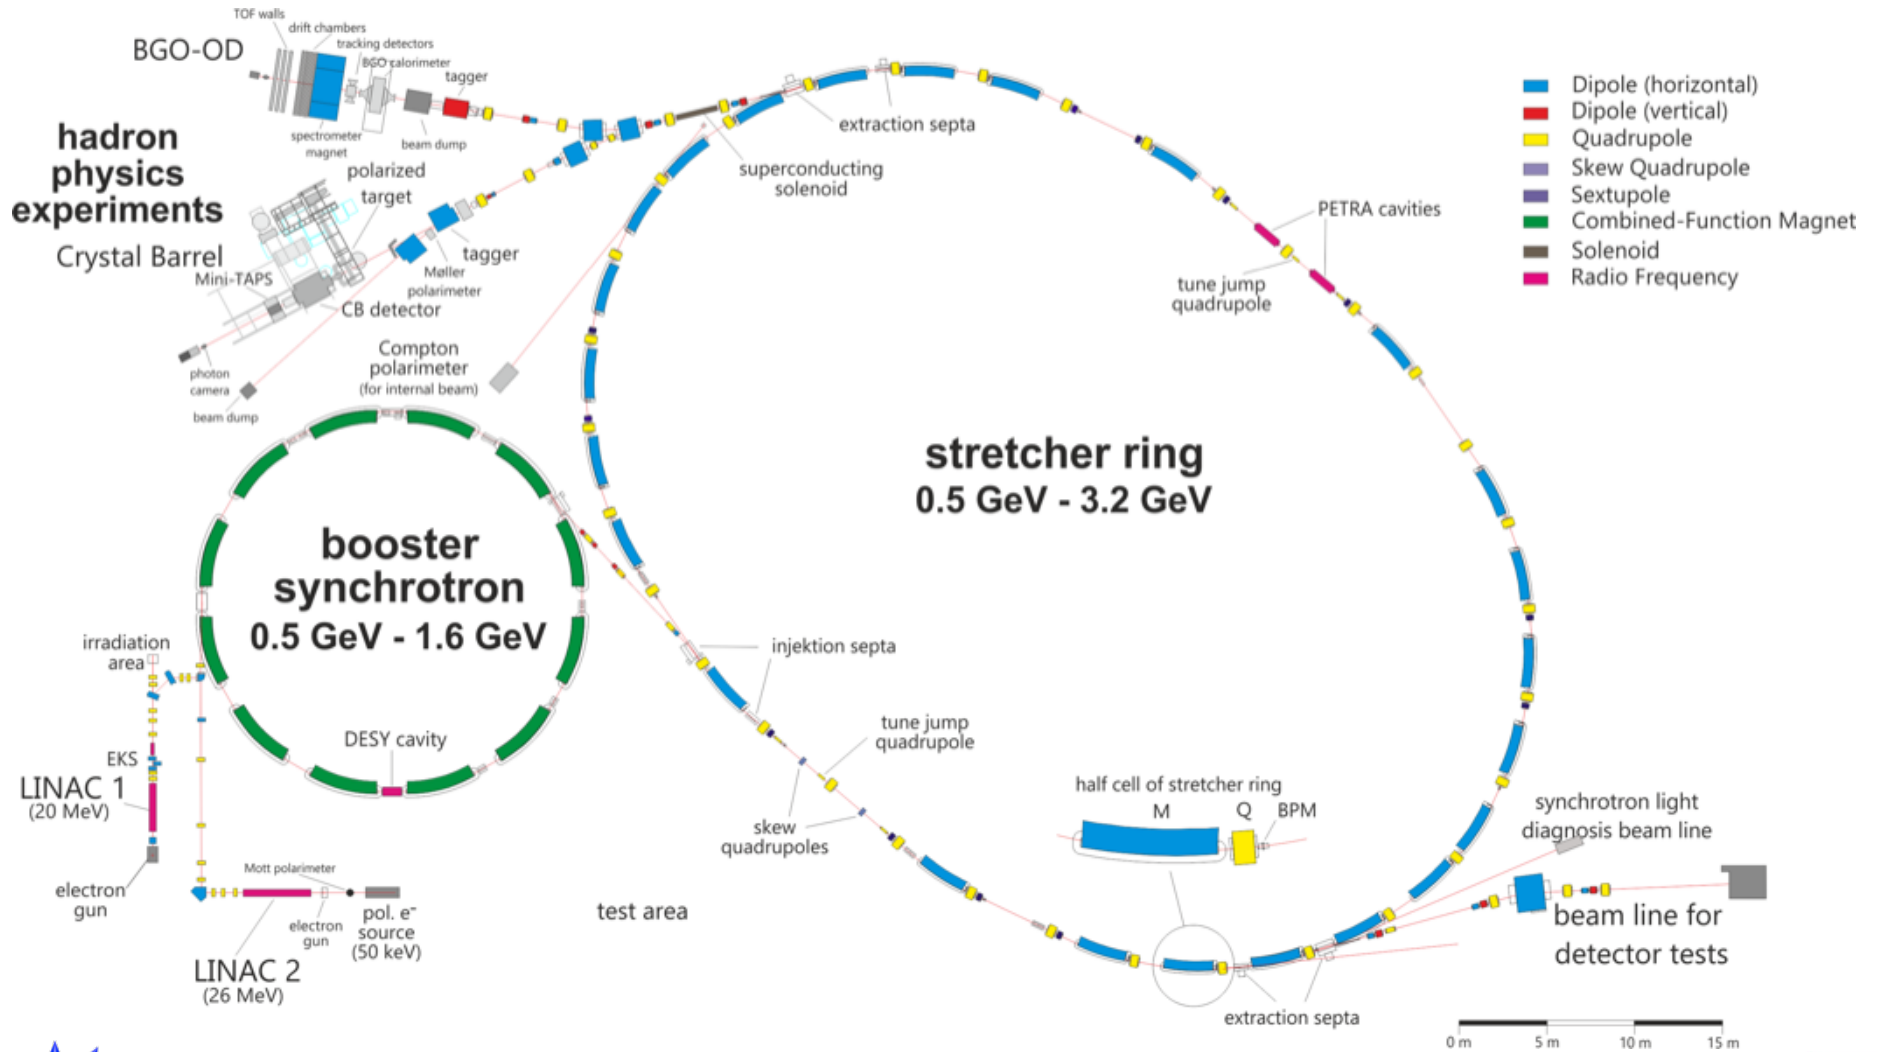 TOF walls
drift chambers
tracking detectors
BGO calorimeter
tagger
BGO-OD
spectrometer
magnet
beam dump
hadron
physics
experiments
polarized
target
Crystal Barrel
Mini-TAPS
tagger
Møller
polarimeter
CB detector
photon
camera
beam dump
Compton
polarimeter
(for internal beam)
extraction septa
superconducting
solenoid
PETRA cavities
tune jump
quadrupole
Dipole (horizontal)
Dipole (vertical)
Quadrupole
Skew Quadrupole
Sextupole
Combined-Function Magnet
Solenoid
Radio Frequency
stretcher ring
0.5 GeV - 3.2 GeV
booster
synchrotron
0.5 GeV - 1.6 GeV
DESY cavity
irradiation
area
EKS
LINAC 1
(20 MeV)
electron
gun
Mott polarimeter
electron
gun
pol. e⁻
source
(50 keV)
LINAC 2
(26 MeV)
injektion septa
tune jump
quadrupole
skew
quadrupoles
test area
half cell of stretcher ring
M
Q
BPM
synchrotron light
diagnosis beam line
beam line for
detector tests
extraction septa
0 m
5 m
10 m
15 m